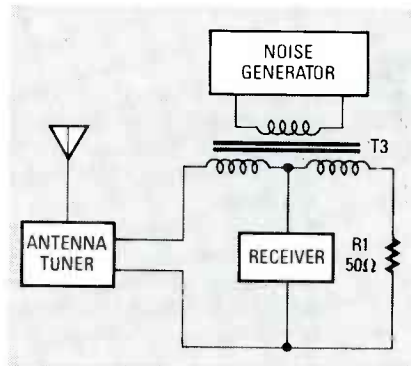 NOISE
GENERATOR
T3
ANTENNA
TUNER
RECEIVER
R1
50Ω